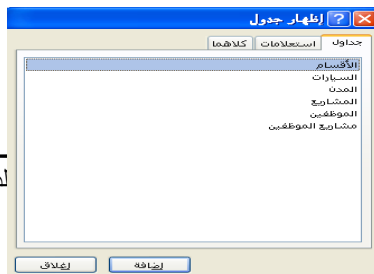 إظهار جدول
جداول استعلامات كلاهما
الأقسام
السيارات
المدن
المشاريع
الموظفين
مشاريع الموظفين
إضافة إغلاق